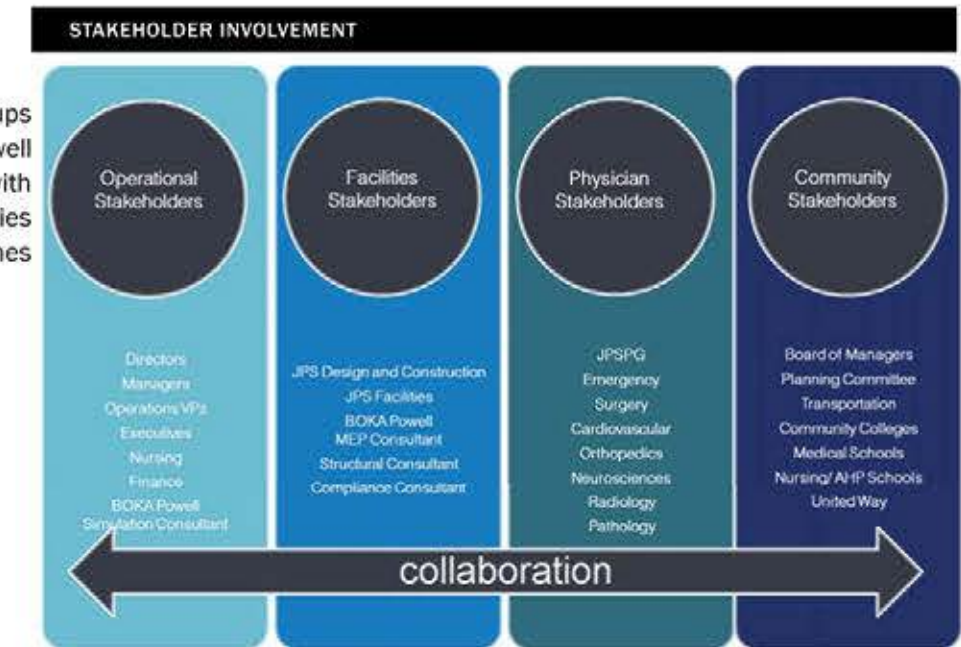 STAKEHOLDER INVOLVEMENT
ups
well
with
ies
nes
Operational
Stakeholders
Directors
Managers
Operations VPs
Executives
Nursing
Finance
BOKA Powell
Simulation Consultant
Facilities
Stakeholders
JPS Design and Construction
JPS Facilities
BOKA Powell
MEP Consultant
Structural Consultant
Compliance Consultant
Physician
Stakeholders
JPSPG
Emergency
Surgery
Cardiovascular
Orthopedics
Neurosciences
Radiology
Pathology
Community
Stakeholders
Board of Managers
Planning Committee
Transportation
Community Colleges
Medical Schools
Nursing/ AHP Schools
United Way
collaboration